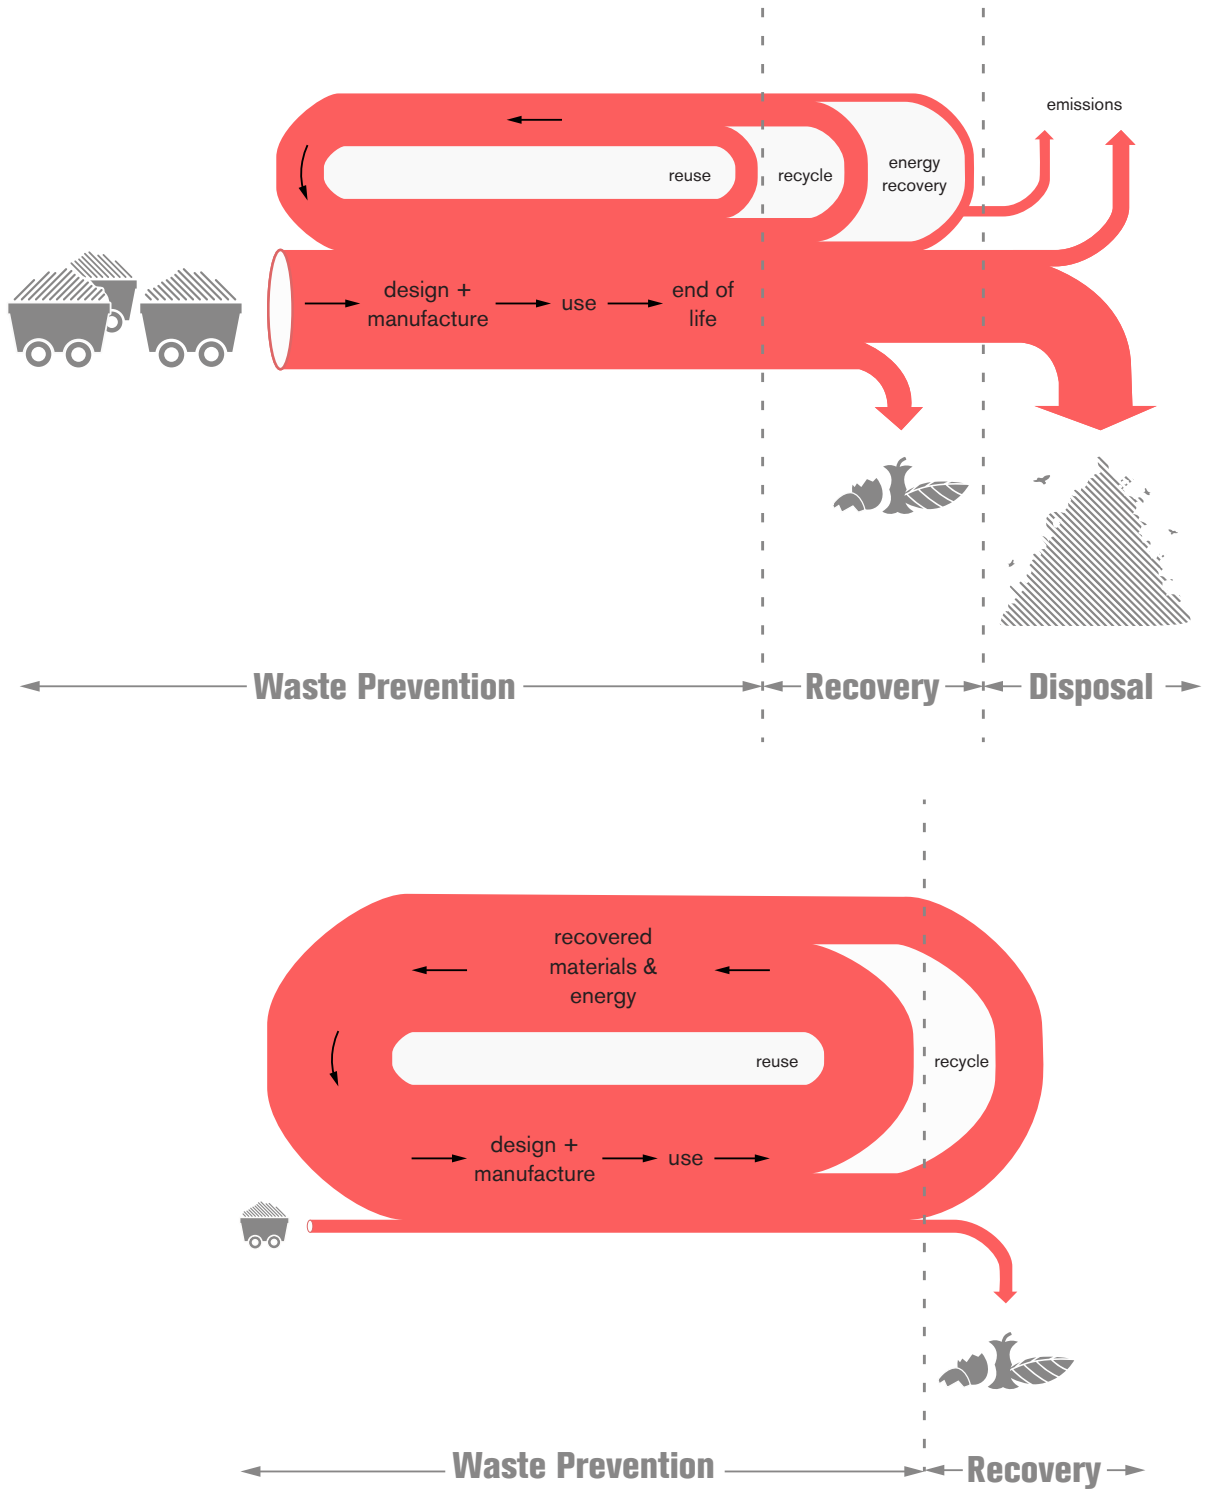 emissions
energy
recovery
reuse
recycle
design +
manufacture
use
end of
life
Waste Prevention
Recovery
Disposal
recovered
materials &
energy
reuse
recycle
design +
manufacture
use
Waste Prevention
Recovery